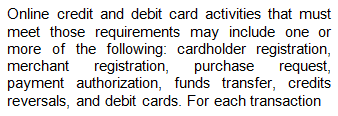 Online credit and debit card activities that must
meet those requirements may include one or
more of the following: cardholder registration,
merchant registration, purchase request,
payment authorization, funds transfer, credits
reversals, and debit cards. For each transaction